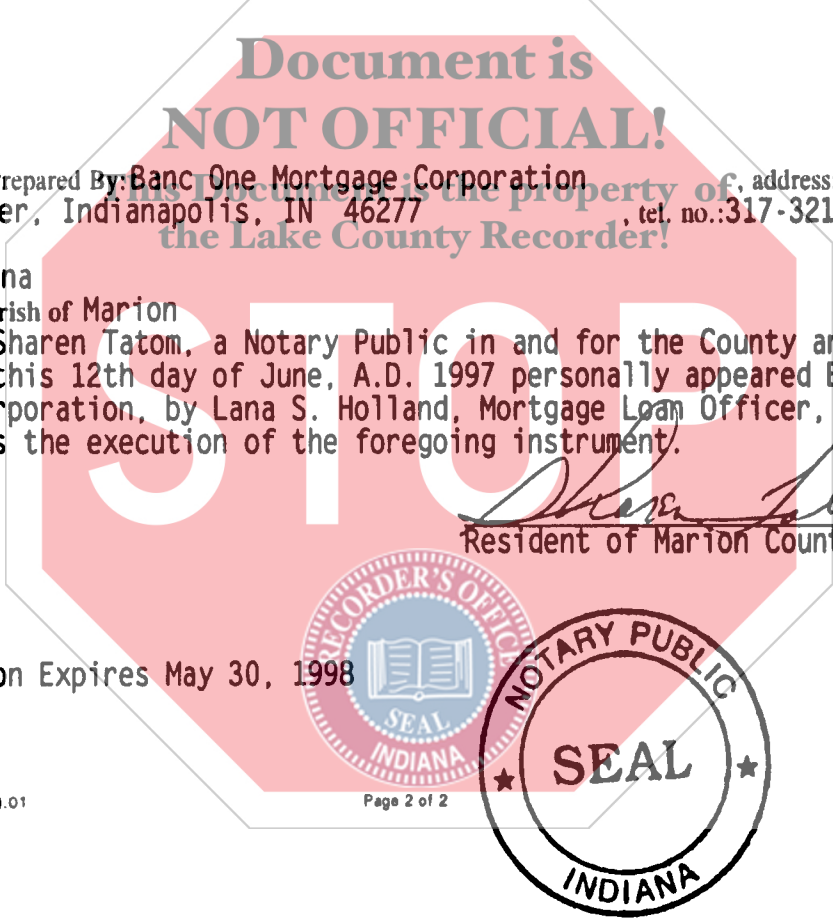 Document is
NOT OFFICIAL!
This Document is the property of
the Lake County Recorder!
STOP
repared By: Banc One Mortgage Corporation , address
er, Indianapolis, IN 46277 , tel. no.:317-321
na
rish of Marion
Sharen Tatom, a Notary Public in and for the County an
this 12th day of June, A.D. 1997 personally appeared B
poration, by Lana S. Holland, Mortgage Loan Officer,
s the execution of the foregoing instrument.
Sharen
Resident of Marion Count
on Expires May 30, 1998
RECORDER'S OFFICE
SEAL
INDIANA
NOTARY PUBLIC
SEAL
INDIANA
.01
Page 2 of 2